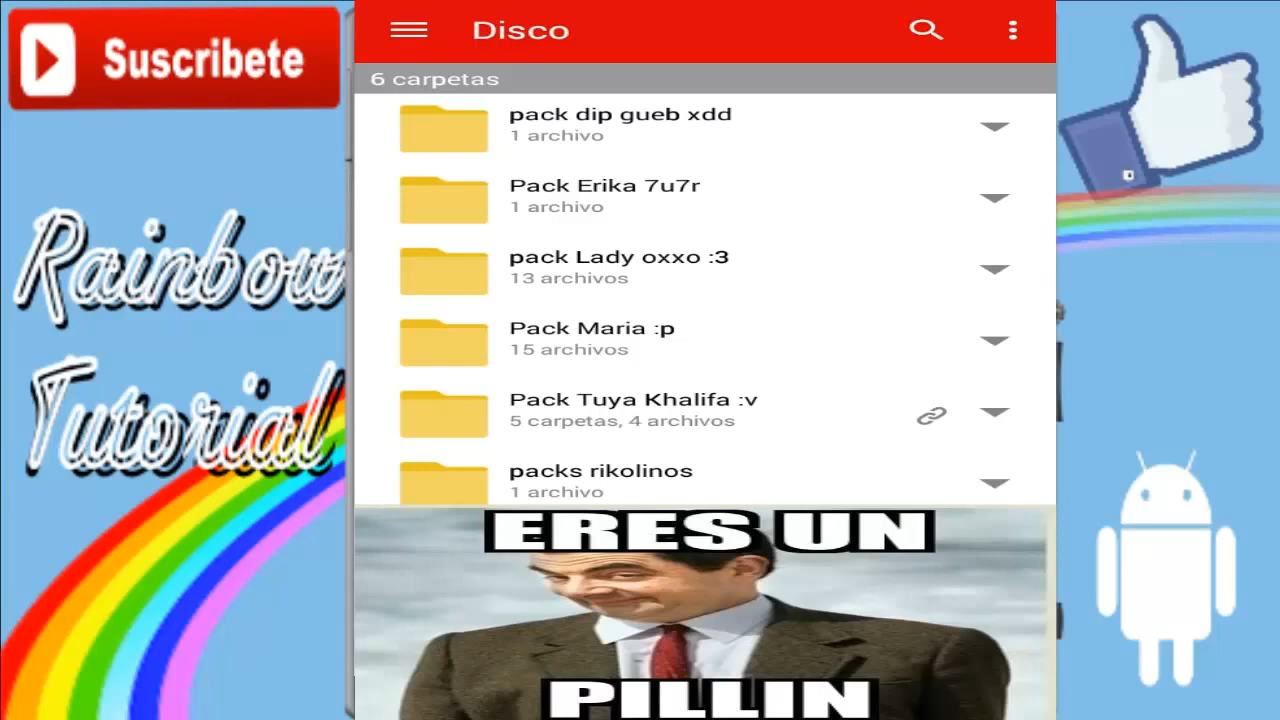 Suscribete
Rainbow
Tutorial
Disco
6 carpetas
pack dip gueb xdd
1 archivo
Pack Erika 7u7r
1 archivo
pack Lady oxxo :3
13 archivos
Pack Maria :p
15 archivos
Pack Tuya Khalifa :v
5 carpetas, 4 archivos
packs rikolinos
1 archivo
ERES UN
PILLIN